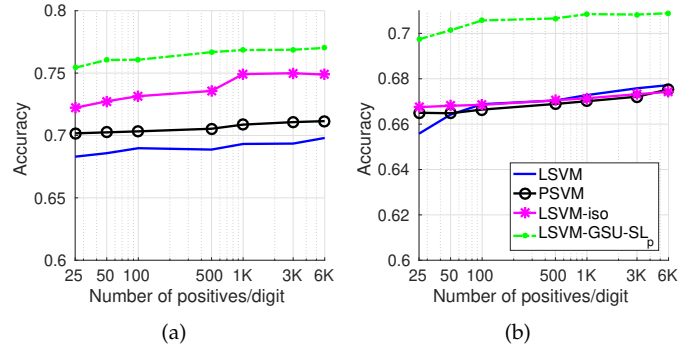 0.8
0.75
0.7
0.65
0.6
Accuracy
25 50 100 500 1K 3K 6K
Number of positives/digit
(a)
0.7
0.68
0.66
0.64
0.62
0.6
Accuracy
LSVM
PSVM
LSVM-iso
LSVM-GSU-SLp
25 50 100 500 1K 3K 6K
Number of positives/digit
(b)